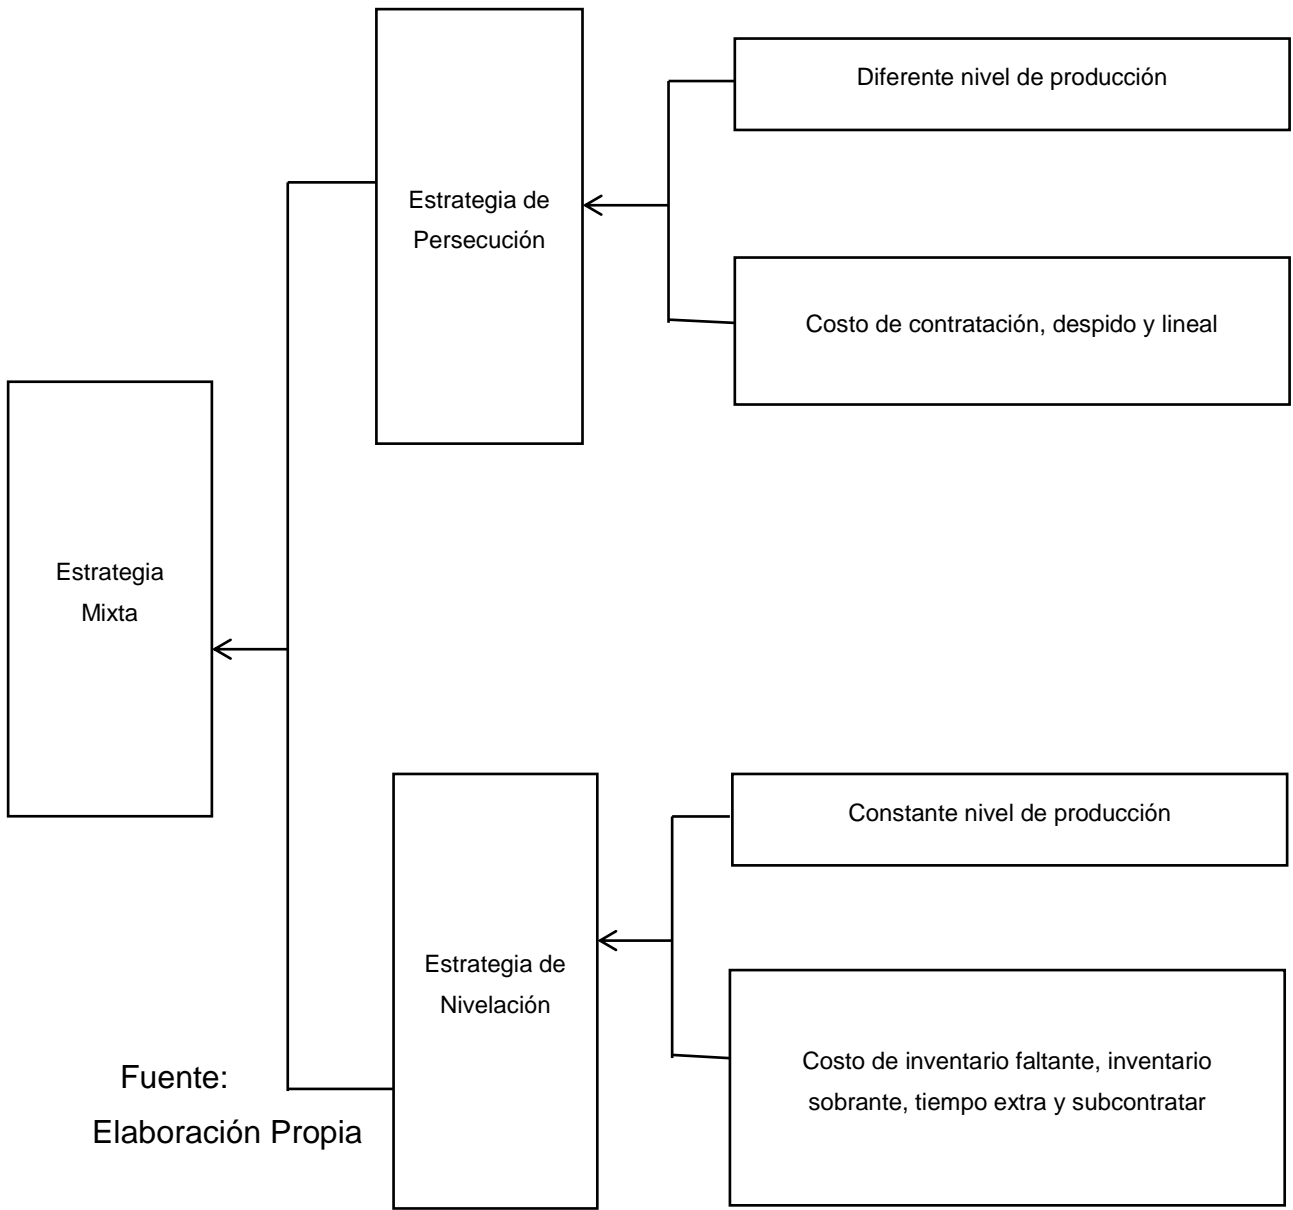 Diferente nivel de producción
Estrategia de
Persecución
Costo de contratación, despido y lineal
Estrategia
Mixta
Constante nivel de producción
Estrategia de
Nivelación
Costo de inventario faltante, inventario
sobrante, tiempo extra y subcontratar
Fuente:
Elaboración Propia